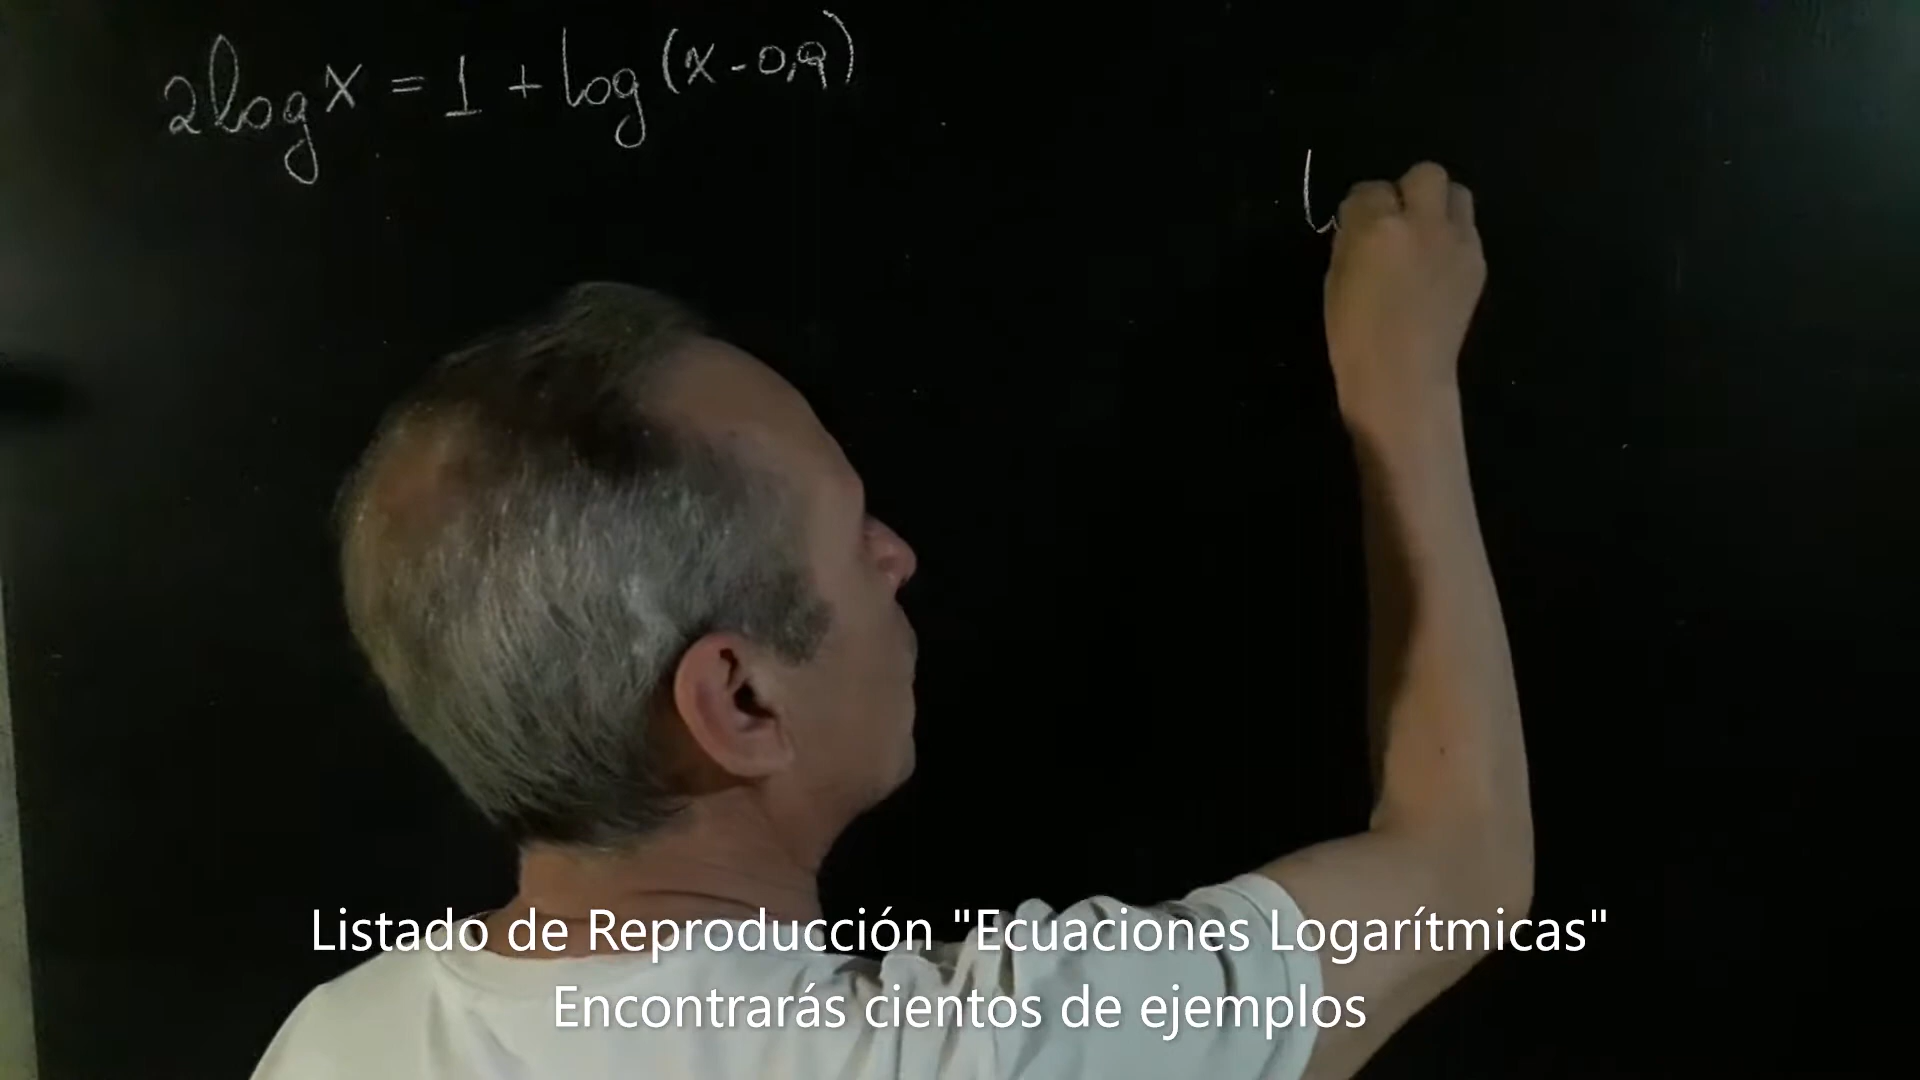 2log x = 1 + log (x - 0,9)
Listado de Reproducción "Ecuaciones Logarítmicas"
Encontrarás cientos de ejemplos